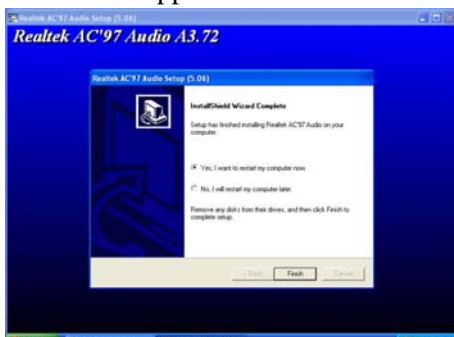 Realtek AC'97 Audio Setup (5.06)
Realtek AC'97 Audio A3.72
Realtek AC'97 Audio Setup (5.06)
InstallShield Wizard Complete
Setup has finished installing Realtek AC'97 Audio on your
computer.
Yes, I want to restart my computer now.
No, I will restart my computer later.
Remove any disks from their drives, and then click Finish to
complete setup.
< Back Finish Cancel